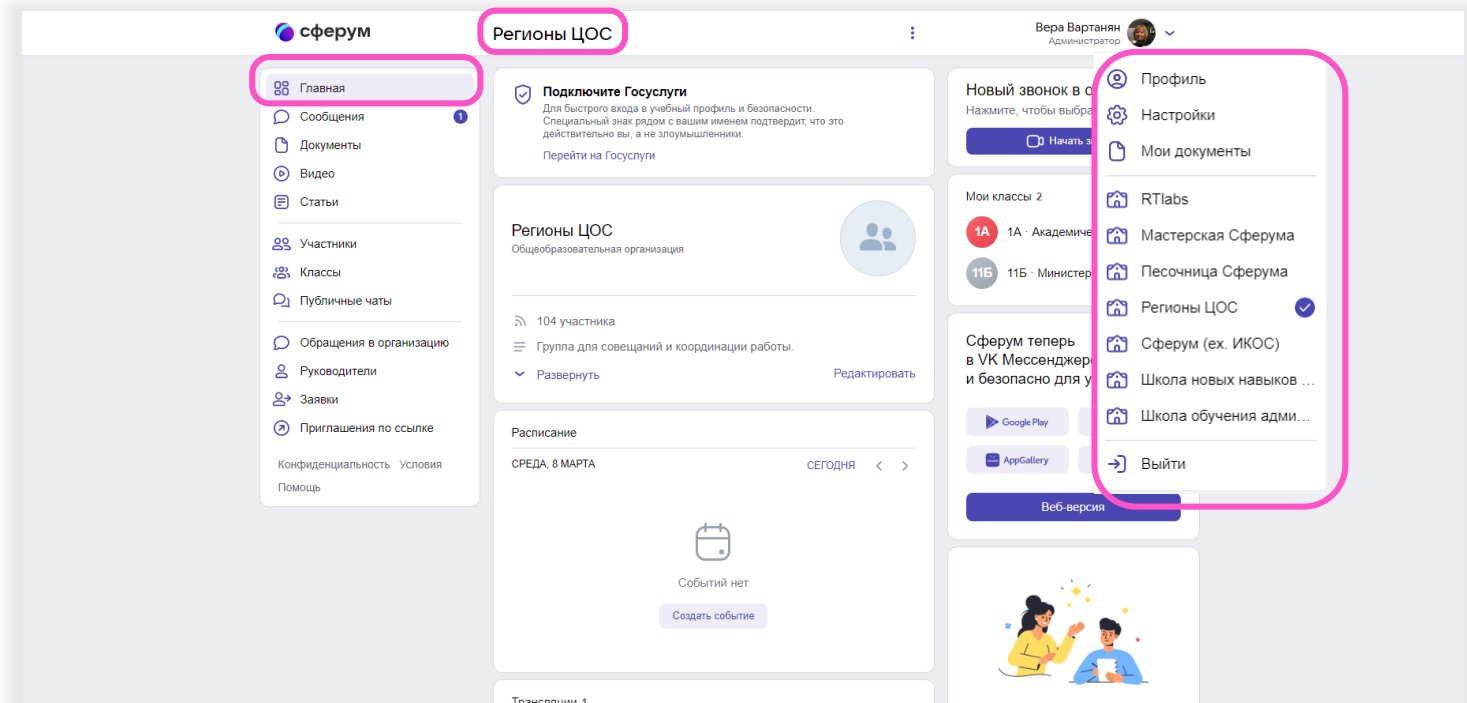 сферум
Регионы ЦОС
Вера Вартанян
Администратор
Главная
Сообщения 1
Документы
Видео
Статьи
Участники
Классы
Публичные чаты
Обращения в организацию
Руководители
Заявки
Приглашения по ссылке
Конфиденциальность Условия
Помощь
Подключите Госуслуги
Для быстрого входа в учебный профиль и безопасности.
Специальный знак рядом с вашим именем подтвердит, что это
действительно вы, а не злоумышленники.
Перейти на Госуслуги
Регионы ЦОС
Общеобразовательная организация
104 участника
Группа для совещаний и координации работы.
Развернуть Редактировать
Расписание
СРЕДА, 8 МАРТА СЕГОДНЯ
Событий нет
Создать событие
Трансляции 1
Новый звонок в о
Нажмите, чтобы выбра
Начать з
Мои классы 2
1А 1А · Академиче
11Б 11Б · Министер
Сферум теперь
в VK Мессенджер
и безопасно для у
Google Play
AppGallery
Веб-версия
Профиль
Настройки
Мои документы
RTlabs
Мастерская Сферума
Песочница Сферума
Регионы ЦОС
Сферум (ex. ИКОС)
Школа новых навыков ...
Школа обучения адми...
Выйти